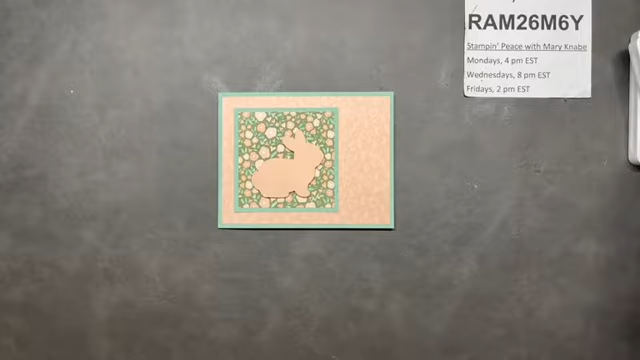 RAM26M6Y
Stampin' Peace with Mary Knabe
Mondays, 4 pm EST
Wednesdays, 8 pm EST
Fridays, 2 pm EST